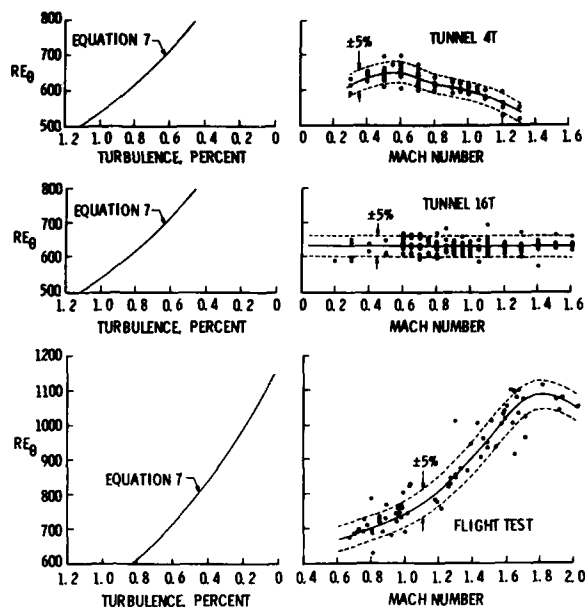 800
700
RE_θ
600
500
EQUATION 7
1.2 1.0 0.8 0.6 0.4 0.2 0
TURBULENCE, PERCENT
±5%
TUNNEL 4T
0 0.2 0.4 0.6 0.8 1.0 1.2 1.4 1.6
MACH NUMBER
800
700
RE_θ
600
500
EQUATION 7
1.2 1.0 0.8 0.6 0.4 0.2 0
TURBULENCE, PERCENT
±5%
TUNNEL 16T
0 0.2 0.4 0.6 0.8 1.0 1.2 1.4 1.6
MACH NUMBER
1200
1100
1000
RE_θ
900
800
700
600
EQUATION 7
1.2 1.0 0.8 0.6 0.4 0.2 0
TURBULENCE, PERCENT
±5%
FLIGHT TEST
0.4 0.6 0.8 1.0 1.2 1.4 1.6 1.8 2.0
MACH NUMBER